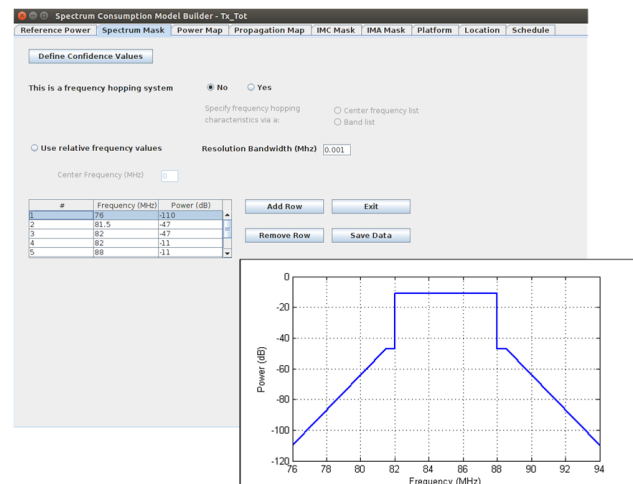 Spectrum Consumption Model Builder - Tx_Tot
Reference Power Spectrum Mask Power Map Propagation Map IMC Mask IMA Mask Platform Location Schedule
Define Confidence Values
This is a frequency hopping system No Yes
Specify frequency hopping
characteristics via a:
Center frequency list
Band list
Use relative frequency values Resolution Bandwidth (Mhz) 0.001
Center Frequency (MHz) 0
# Frequency (MHz) Power (dB)
1 76 -110
2 81.5 -47
3 82 -47
4 82 -11
5 88 -11
Add Row Exit
Remove Row Save Data
0
-20
-40
-60
-80
-100
-120
Power (dB)
76 78 80 82 84 86 88 90 92 94
Frequency (MHz)